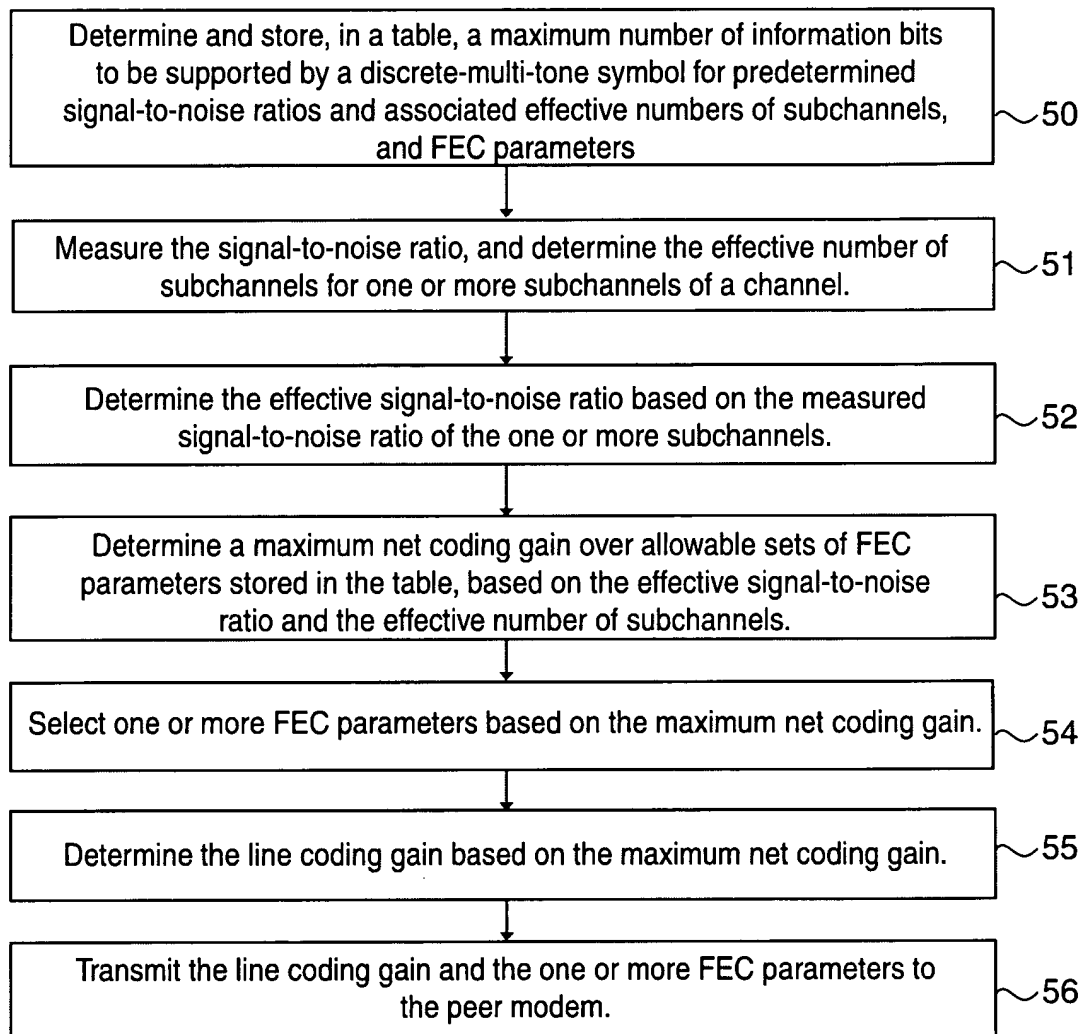 Determine and store, in a table, a maximum number of information bits
to be supported by a discrete-multi-tone symbol for predetermined
signal-to-noise ratios and associated effective numbers of subchannels,
and FEC parameters
50
Measure the signal-to-noise ratio, and determine the effective number of
subchannels for one or more subchannels of a channel.
51
Determine the effective signal-to-noise ratio based on the measured
signal-to-noise ratio of the one or more subchannels.
52
Determine a maximum net coding gain over allowable sets of FEC
parameters stored in the table, based on the effective signal-to-noise
ratio and the effective number of subchannels.
53
Select one or more FEC parameters based on the maximum net coding gain.
54
Determine the line coding gain based on the maximum net coding gain.
55
Transmit the line coding gain and the one or more FEC parameters to
the peer modem.
56